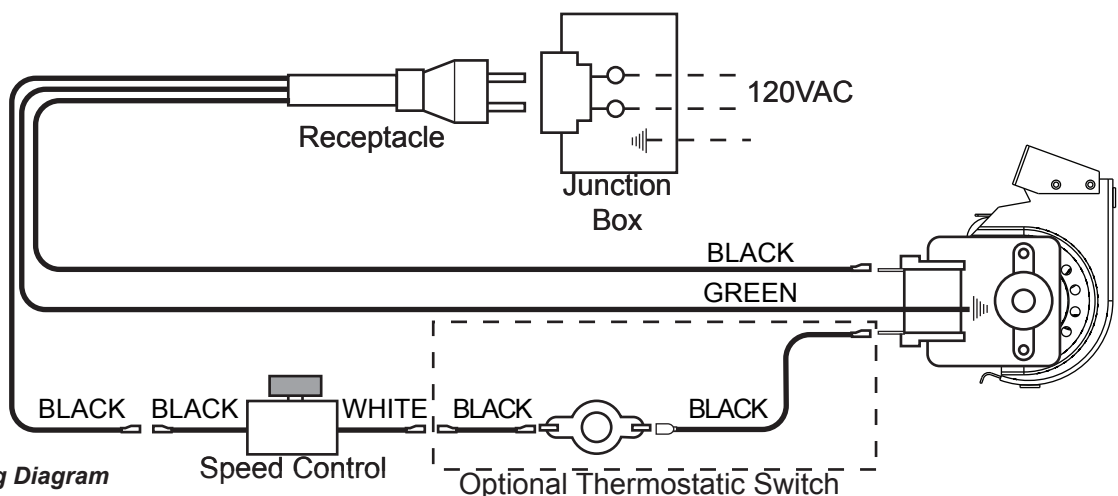 120VAC
Receptacle
Junction
Box
BLACK
GREEN
BLACK
BLACK
WHITE
BLACK
BLACK
Speed Control
Optional Thermostatic Switch
Diagram